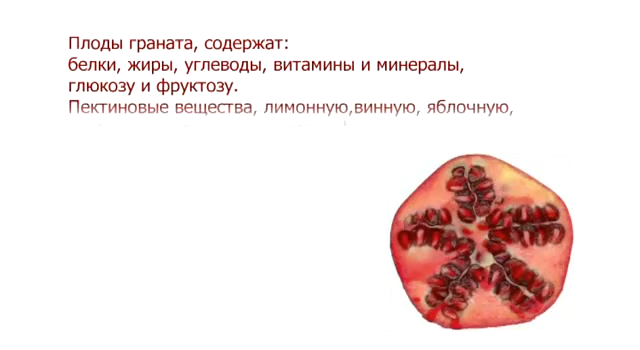 Плоды граната, содержат:
белки, жиры, углеводы, витамины и минералы,
глюкозу и фруктозу.
Пектиновые вещества, лимонную,винную, яблочную,